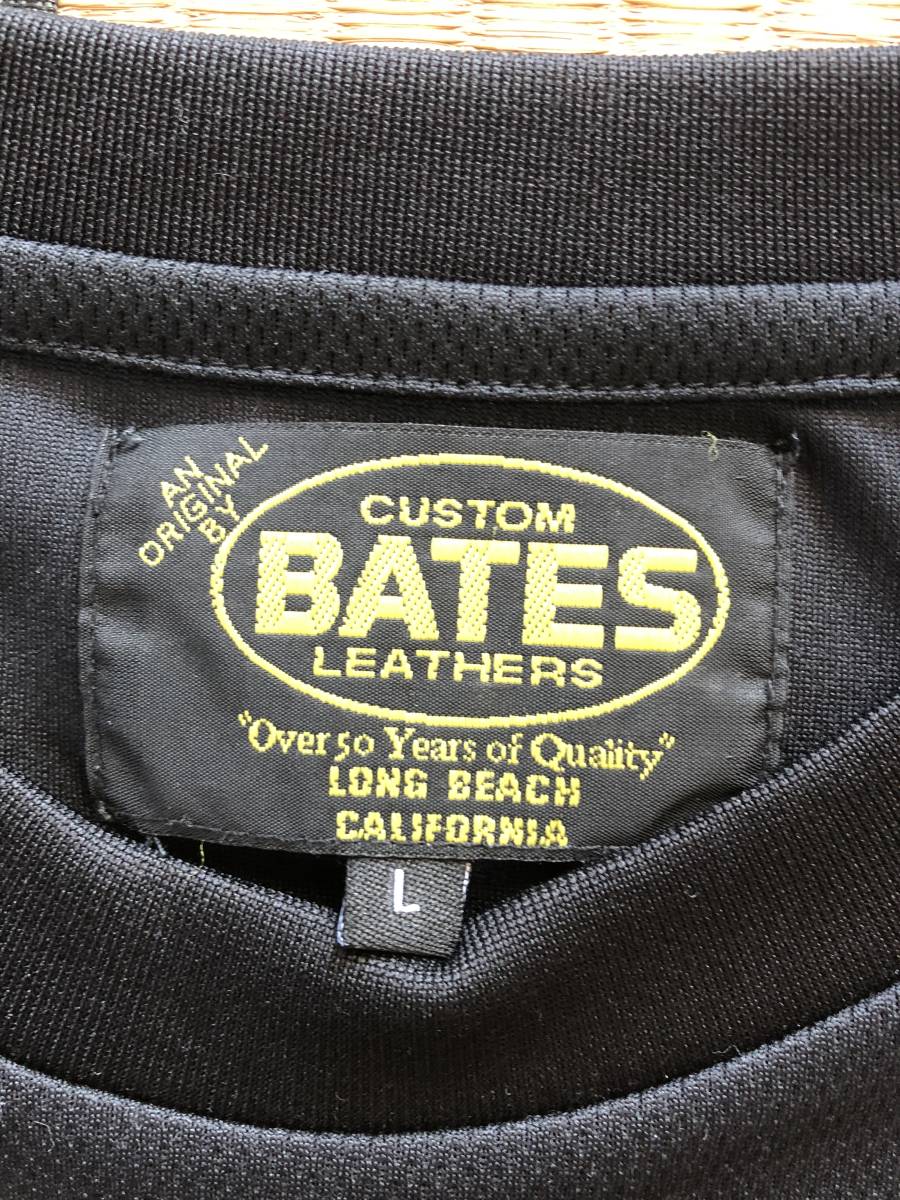 AN
ORIGINAL
BY
CUSTOM
BATES
LEATHERS
"Over 50 Years of Quality"
LONG BEACH
CALIFORNIA
L